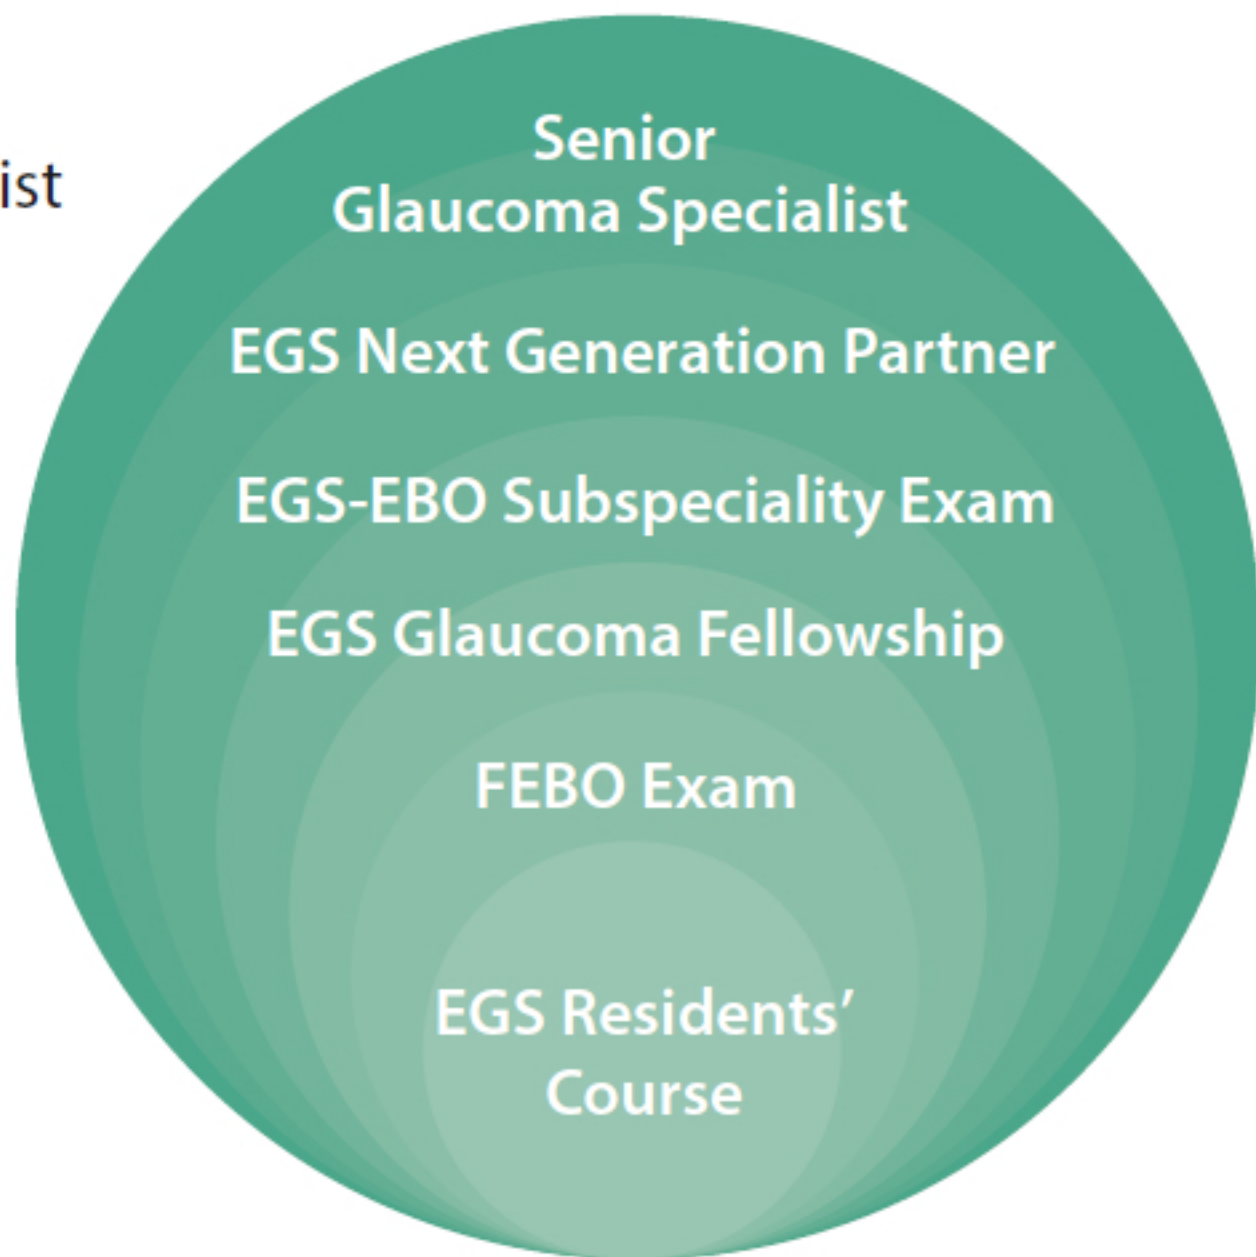 ist
Senior
Glaucoma Specialist
EGS Next Generation Partner
EGS-EBO Subspeciality Exam
EGS Glaucoma Fellowship
FEBO Exam
EGS Residents’
Course